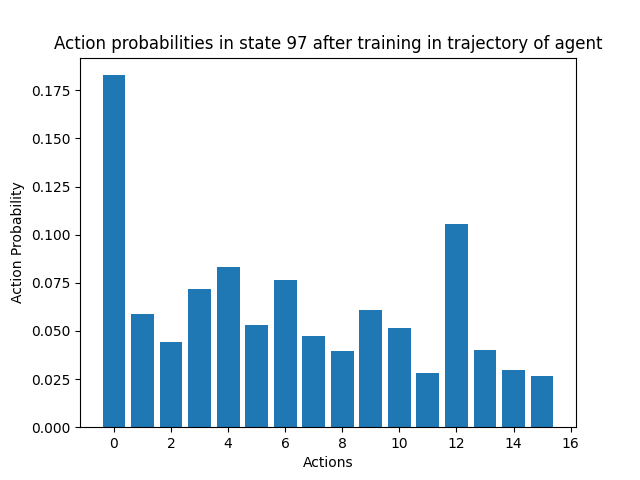 Action probabilities in state 97 after training in trajectory of agent
0.175
0.150
0.125
0.100
0.075
0.050
0.025
0.000
Action Probability
0 2 4 6 8 10 12 14 16
Actions